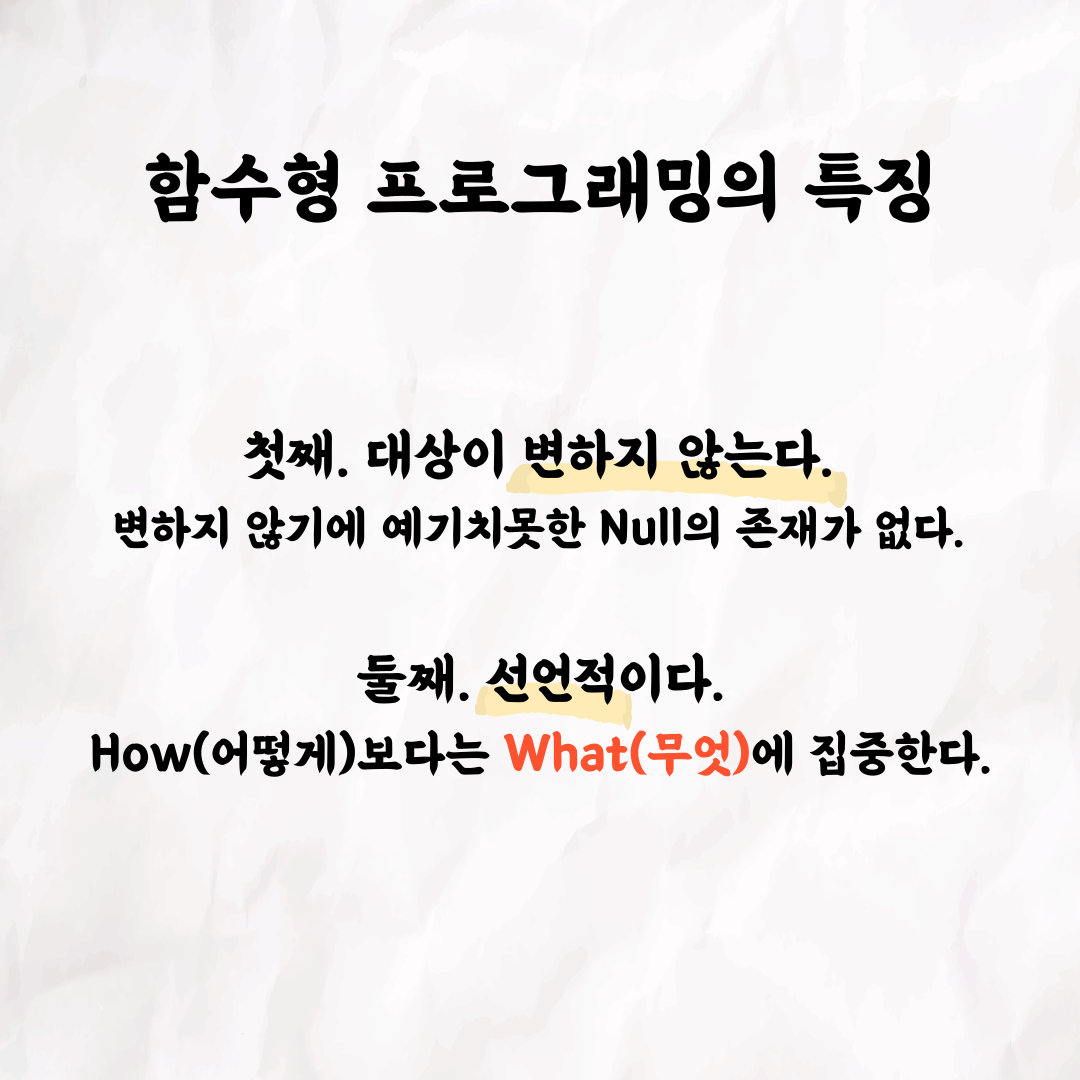 함수형 프로그래밍의 특징
첫째. 대상이 변하지 않는다.
변하지 않기에 예기치못한 Null의 존재가 없다.
둘째. 선언적이다.
How(어떻게)보다는 What(무엇)에 집중한다.